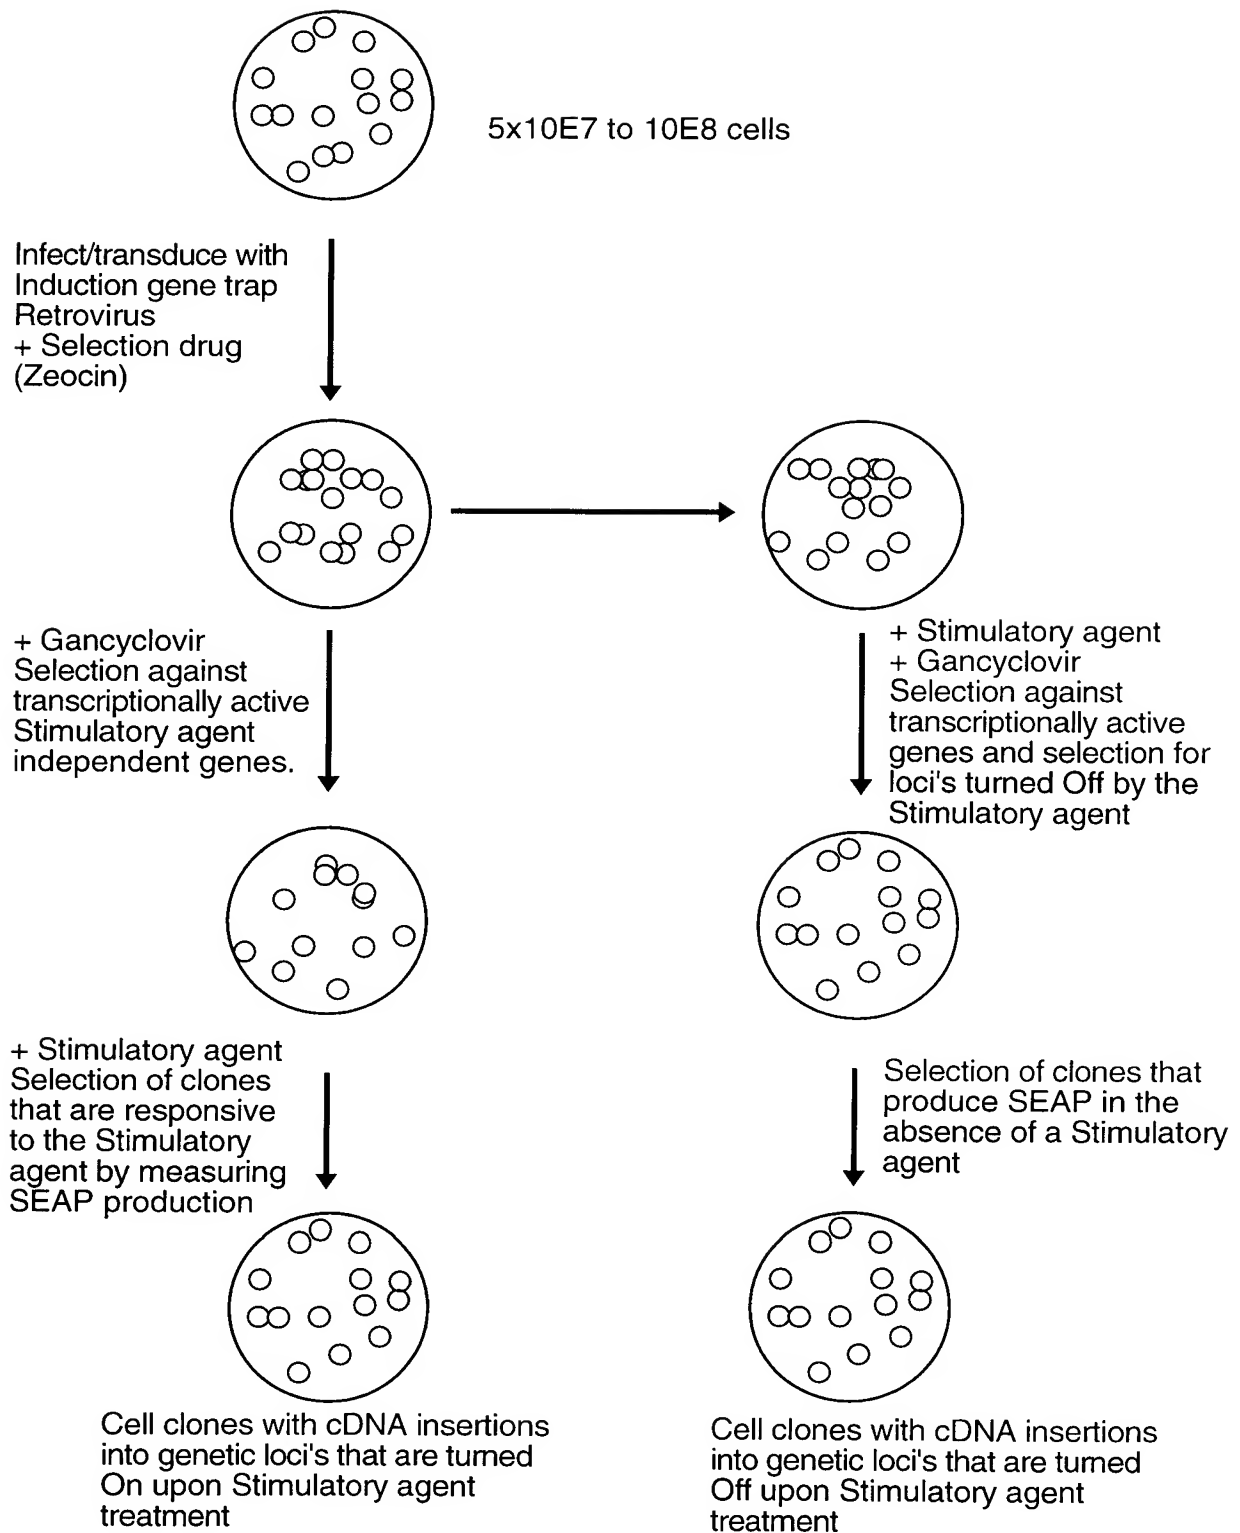 5x10E7 to 10E8 cells
Infect/transduce with
Induction gene trap
Retrovirus
+ Selection drug
(Zeocin)
+ Gancyclovir
Selection against
transcriptionally active
Stimulatory agent
independent genes.
+ Stimulatory agent
+ Gancyclovir
Selection against
transcriptionally active
genes and selection for
loci's turned Off by the
Stimulatory agent
+ Stimulatory agent
Selection of clones
that are responsive
to the Stimulatory
agent by measuring
SEAP production
Selection of clones that
produce SEAP in the
absence of a Stimulatory
agent
Cell clones with cDNA insertions
into genetic loci's that are turned
On upon Stimulatory agent
treatment
Cell clones with cDNA insertions
into genetic loci's that are turned
Off upon Stimulatory agent
treatment